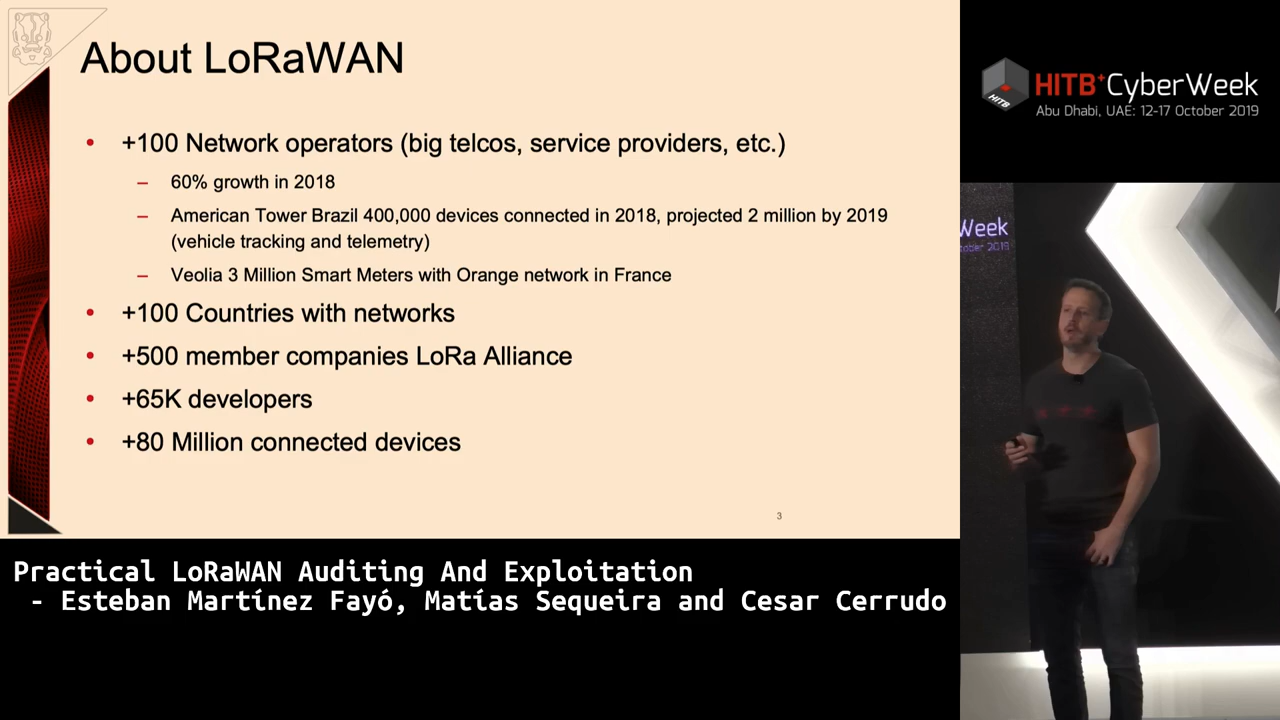 About LoRaWAN
• +100 Network operators (big telcos, service providers, etc.)
– 60% growth in 2018
– American Tower Brazil 400,000 devices connected in 2018, projected 2 million by 2019
(vehicle tracking and telemetry)
– Veolia 3 Million Smart Meters with Orange network in France
• +100 Countries with networks
• +500 member companies LoRa Alliance
• +65K developers
• +80 Million connected devices
3
HITB+CyberWeek
Abu Dhabi, UAE: 12-17 October 2019
HITB
Week
tober 2019
Practical LoRaWAN Auditing And Exploitation
- Esteban Martínez Fayó, Matías Sequeira and Cesar Cerrudo